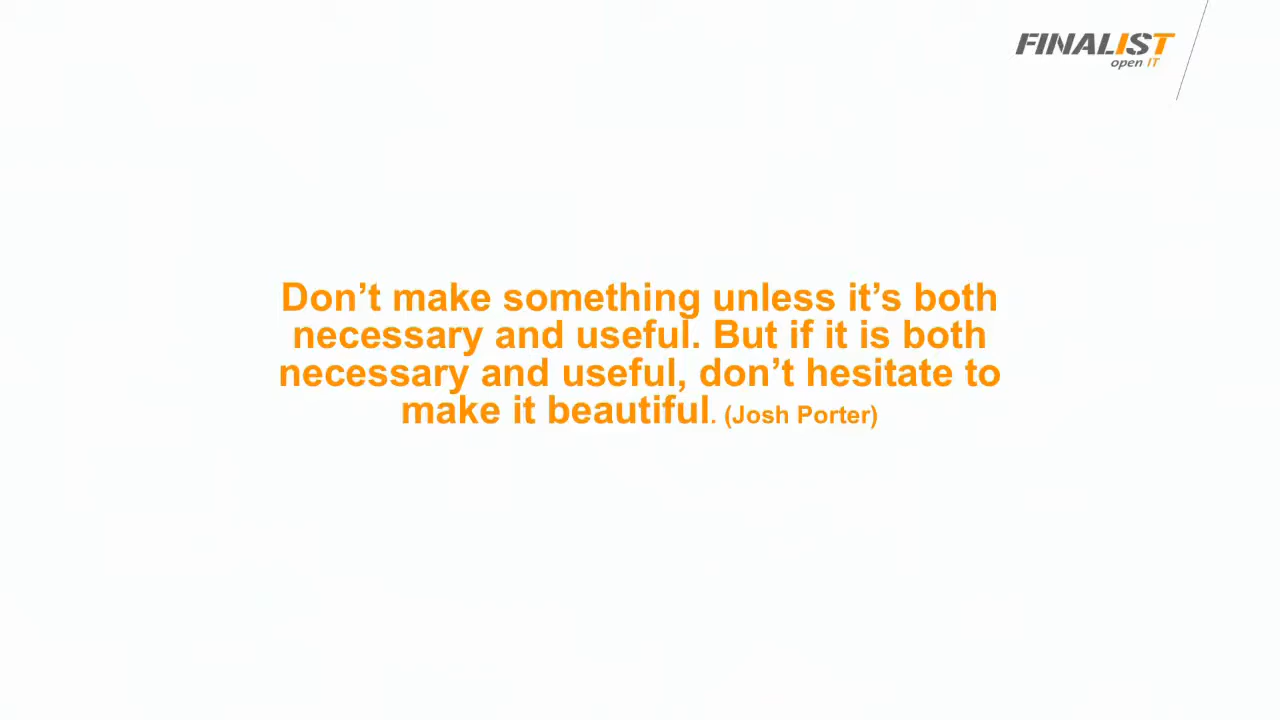 FINALIST
open IT
Don’t make something unless it’s both
necessary and useful. But if it is both
necessary and useful, don’t hesitate to
make it beautiful. (Josh Porter)